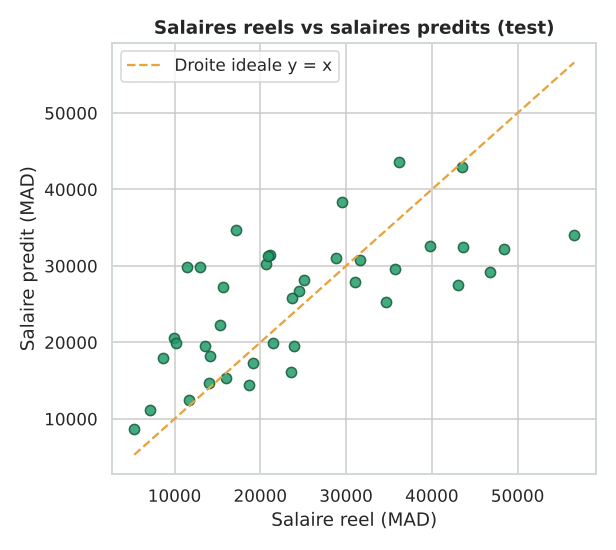 Salaires reels vs salaires predits (test)
Droite ideale y = x
Salaire predit (MAD)
50000
40000
30000
20000
10000
10000 20000 30000 40000 50000
Salaire reel (MAD)